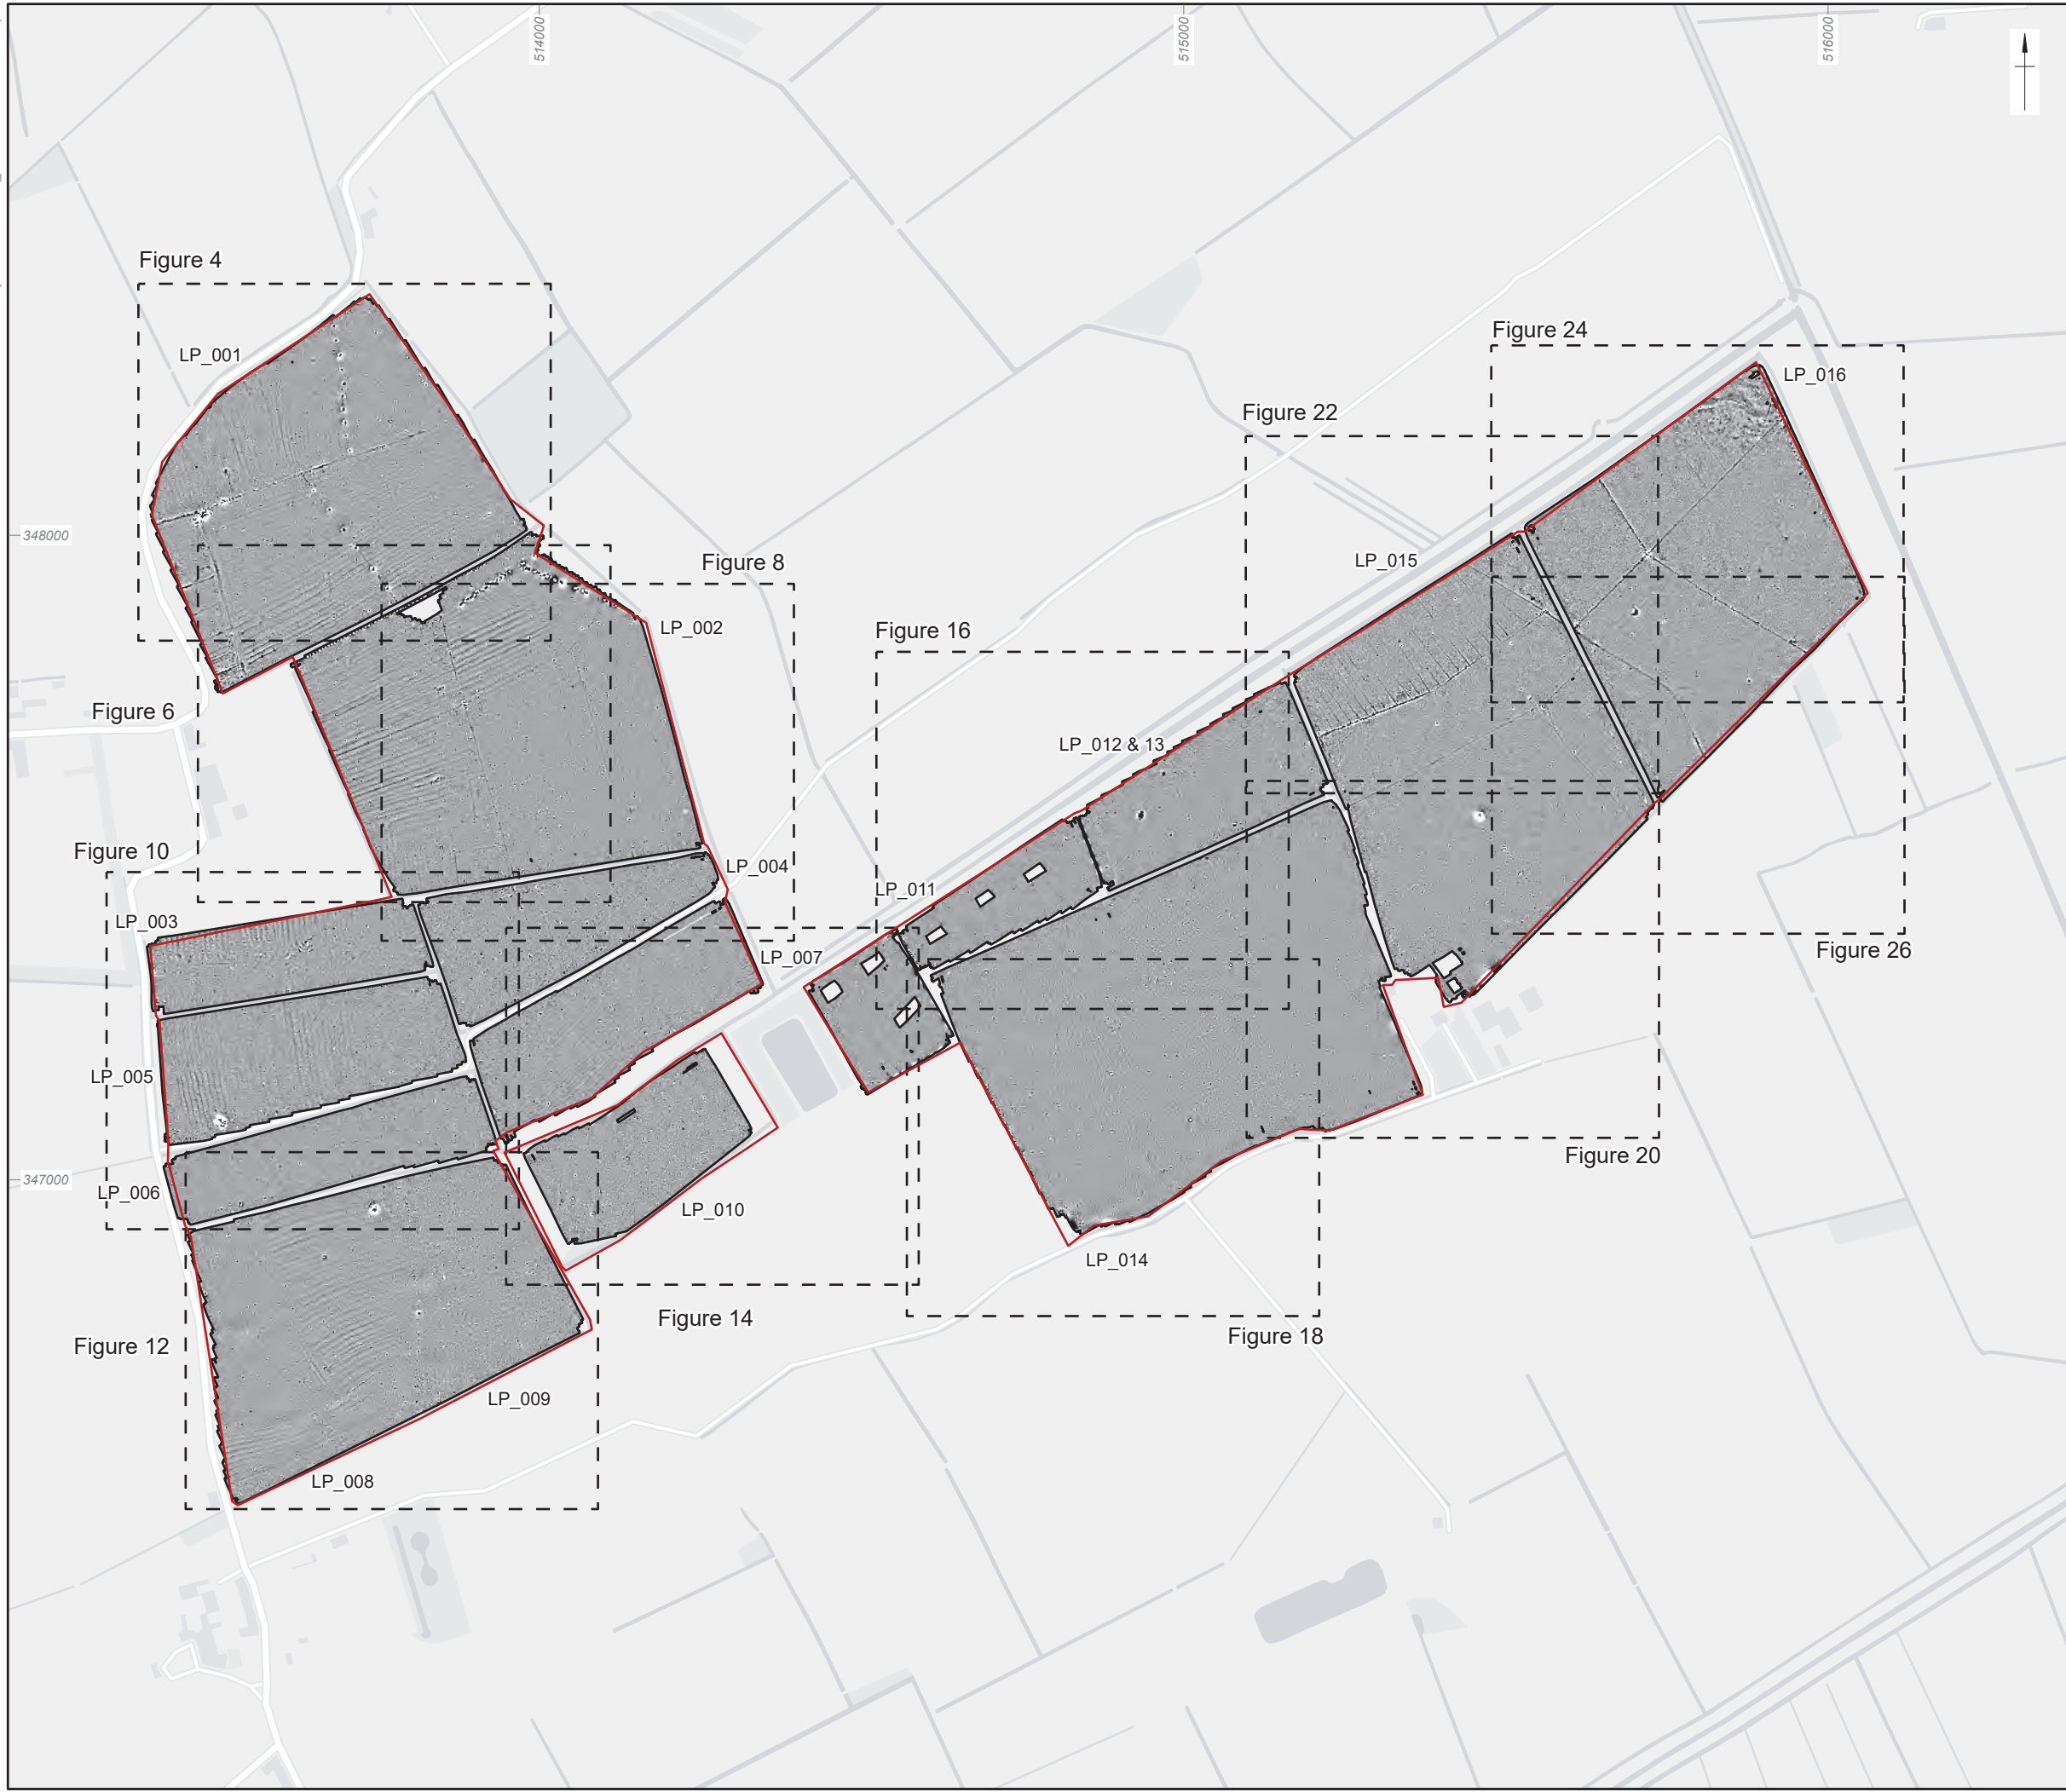 514000
515000
516000
Figure 4
Figure 24
LP_001
LP_016
Figure 22
348000
Figure 8
LP_015
LP_002
Figure 16
Figure 6
LP_012 & 13
Figure 10
LP_004
LP_011
LP_003
Figure 26
LP_007
LP_005
Figure 20
347000
LP_006
LP_010
LP_014
Figure 14
Figure 18
Figure 12
LP_009
LP_008